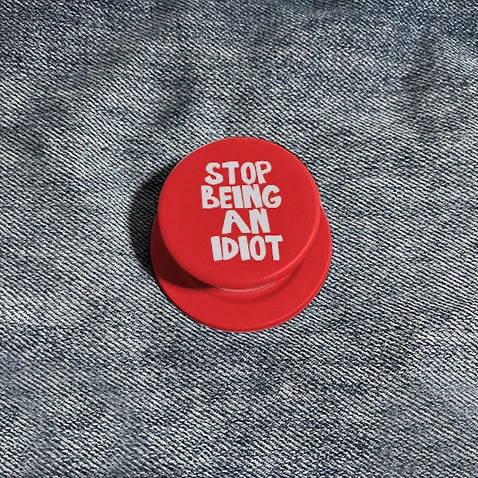 STOP
BEING
AN
IDIOT